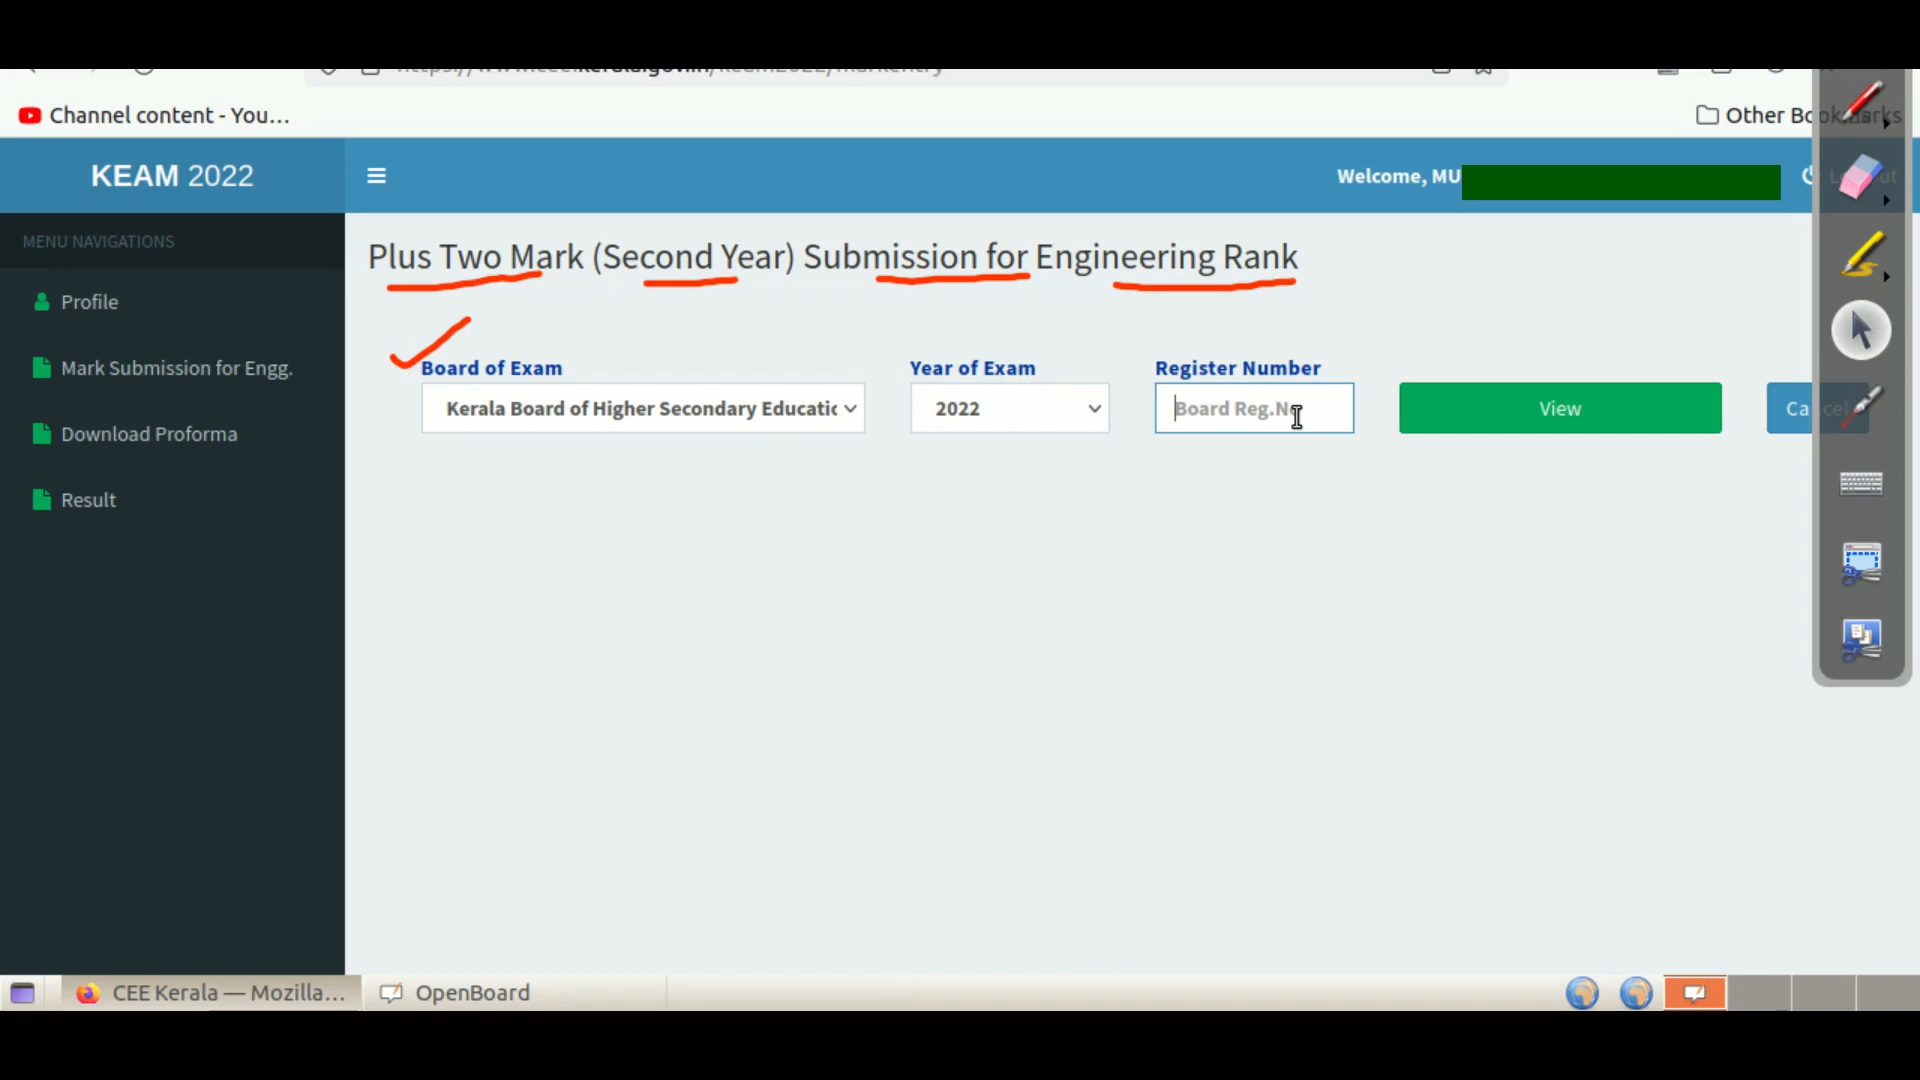 Channel content - You...
Other Bookmarks
KEAM 2022
Welcome, MU
MENU NAVIGATIONS
Plus Two Mark (Second Year) Submission for Engineering Rank
Profile
Mark Submission for Engg.
Download Proforma
Result
Board of Exam
Year of Exam
Register Number
Kerala Board of Higher Secondary Educatic
2022
Board Reg.N
View
Cancel
CEE Kerala — Mozilla...
OpenBoard